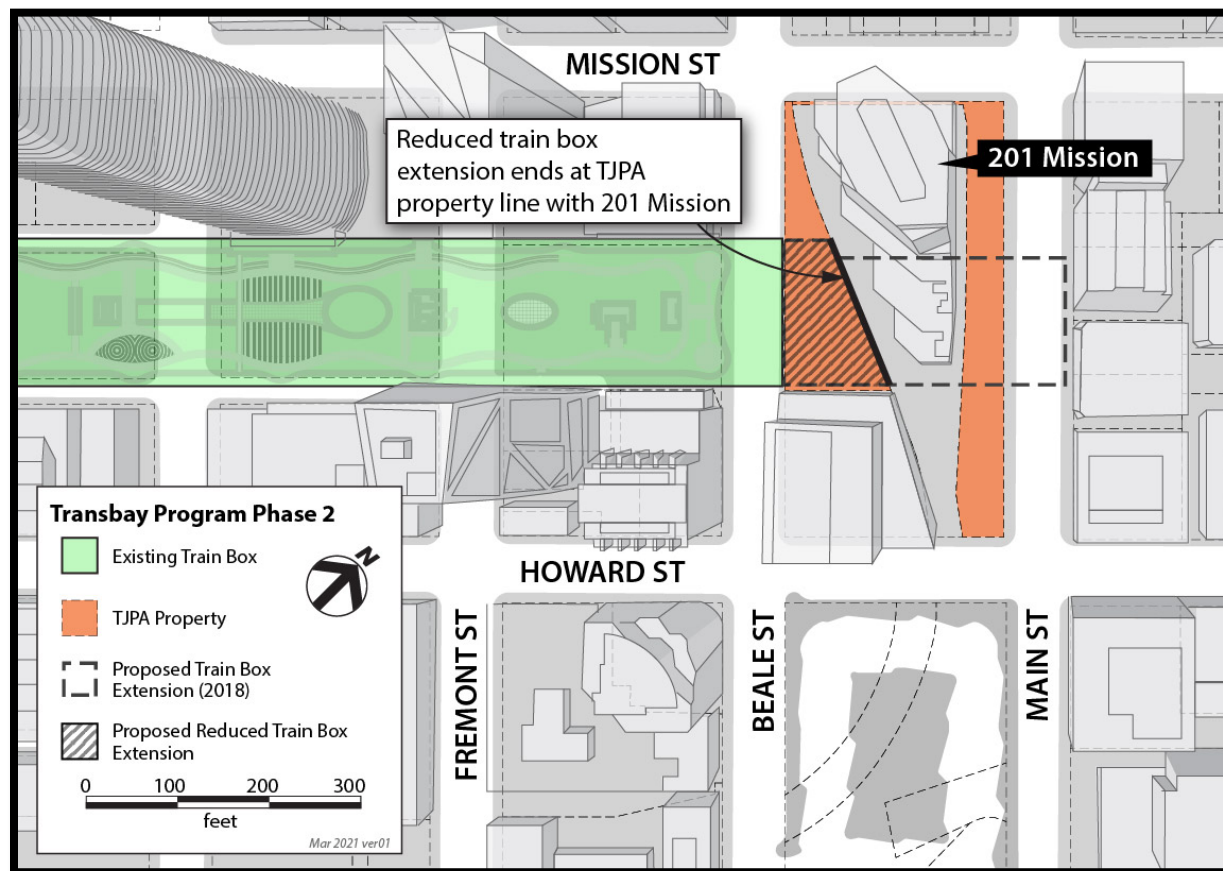 MISSION ST
Reduced train box
extension ends at TJPA
property line with 201 Mission
201 Mission
Transbay Program Phase 2
Existing Train Box
N
TJPA Property
Proposed Train Box
Extension (2018)
Proposed Reduced Train Box
Extension
0 100 200 300
feet
Mar 2021 ver01
HOWARD ST
FREMONT ST
BEALE ST
MAIN ST